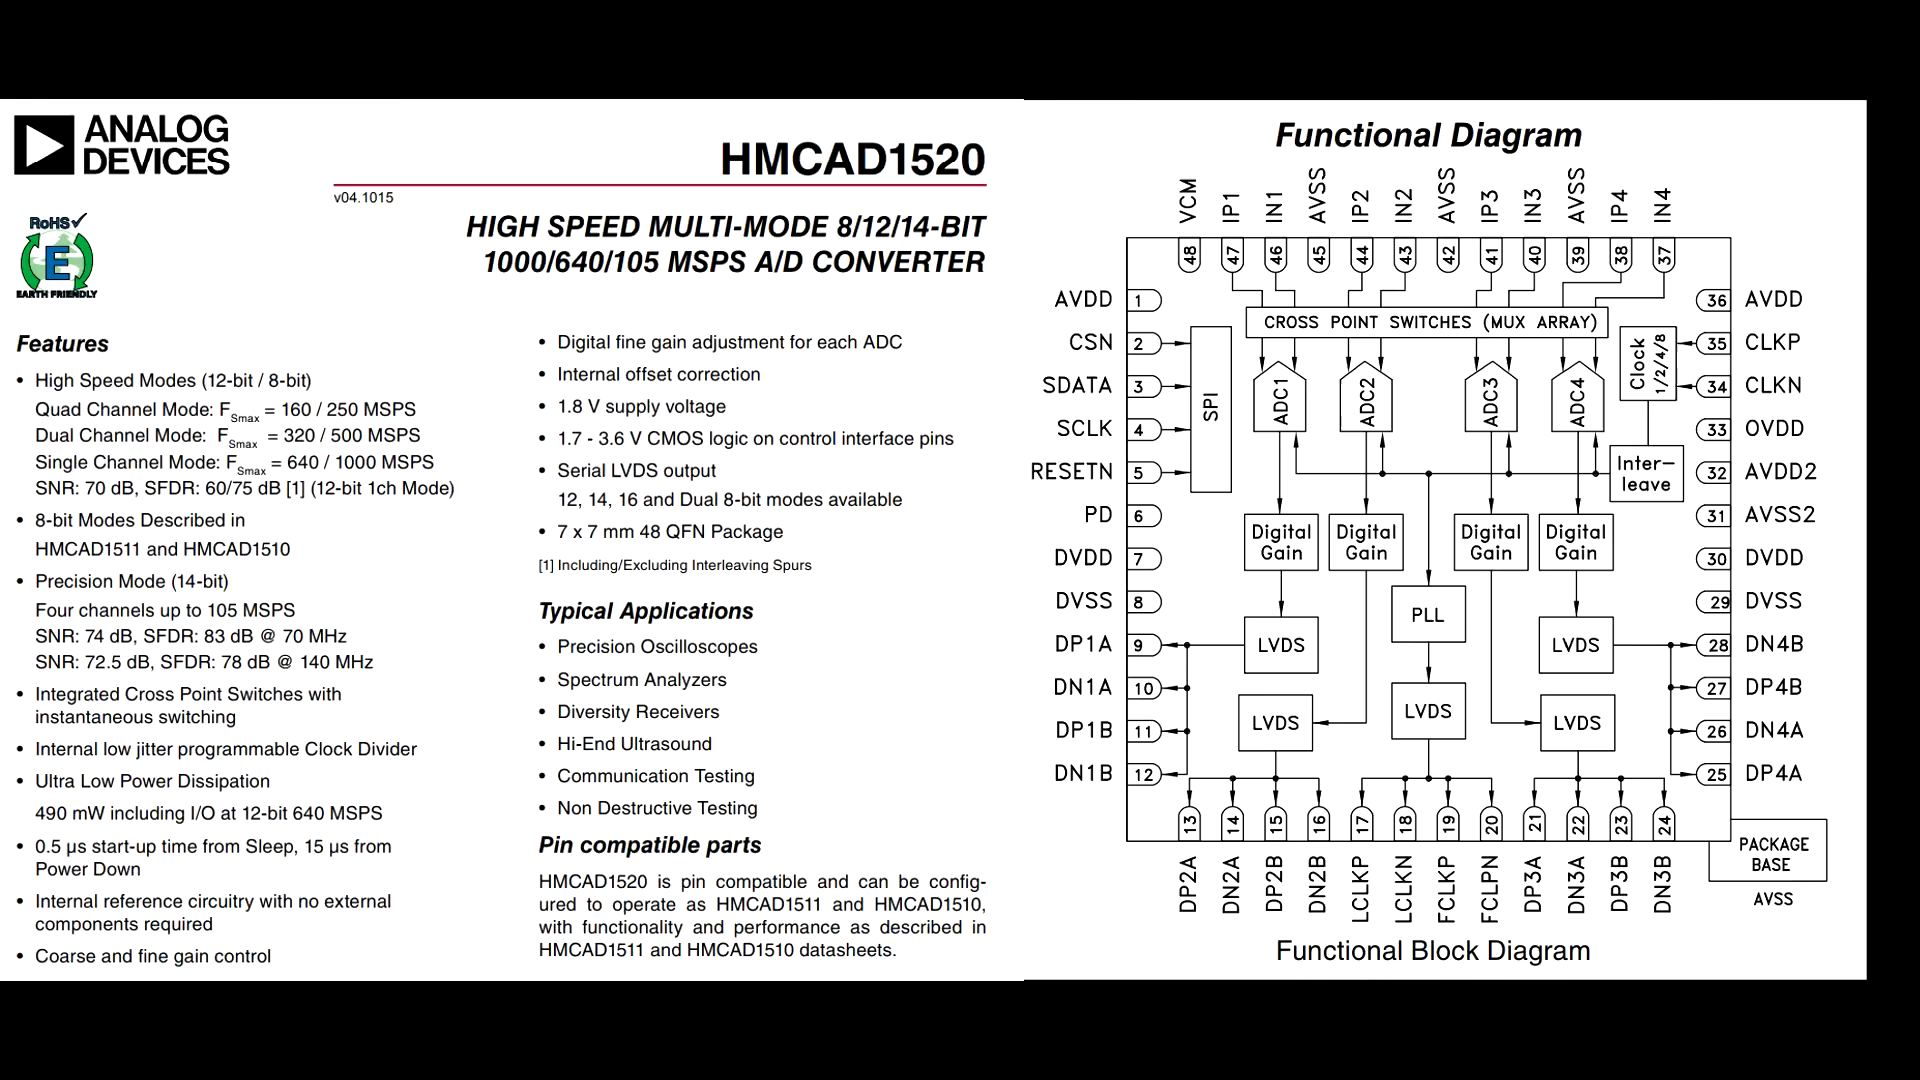 ANALOG
DEVICES
HMCAD1520
v04.1015
RoHS
E
EARTH FRIENDLY
HIGH SPEED MULTI-MODE 8/12/14-BIT
1000/640/105 MSPS A/D CONVERTER
Features
• High Speed Modes (12-bit / 8-bit)
Quad Channel Mode: FSmax = 160 / 250 MSPS
Dual Channel Mode: FSmax = 320 / 500 MSPS
Single Channel Mode: FSmax = 640 / 1000 MSPS
SNR: 70 dB, SFDR: 60/75 dB [1] (12-bit 1ch Mode)
• 8-bit Modes Described in
HMCAD1511 and HMCAD1510
• Precision Mode (14-bit)
Four channels up to 105 MSPS
SNR: 74 dB, SFDR: 83 dB @ 70 MHz
SNR: 72.5 dB, SFDR: 78 dB @ 140 MHz
• Integrated Cross Point Switches with
instantaneous switching
• Internal low jitter programmable Clock Divider
• Ultra Low Power Dissipation
490 mW including I/O at 12-bit 640 MSPS
• 0.5 µs start-up time from Sleep, 15 µs from
Power Down
• Internal reference circuitry with no external
components required
• Coarse and fine gain control
• Digital fine gain adjustment for each ADC
• Internal offset correction
• 1.8 V supply voltage
• 1.7 - 3.6 V CMOS logic on control interface pins
• Serial LVDS output
12, 14, 16 and Dual 8-bit modes available
• 7 x 7 mm 48 QFN Package
[1] Including/Excluding Interleaving Spurs
Typical Applications
• Precision Oscilloscopes
• Spectrum Analyzers
• Diversity Receivers
• Hi-End Ultrasound
• Communication Testing
• Non Destructive Testing
Pin compatible parts
HMCAD1520 is pin compatible and can be config-
ured to operate as HMCAD1511 and HMCAD1510,
with functionality and performance as described in
HMCAD1511 and HMCAD1510 datasheets.
Functional Diagram
VCM IP1 IN1 AVSS IP2 IN2 AVSS IP3 IN3 AVSS IP4 IN4
48 47 46 45 44 43 42 41 40 39 38 37
AVDD 1
CSN 2
SDATA 3
SCLK 4
RESETN 5
PD 6
DVDD 7
DVSS 8
DP1A 9
DN1A 10
DP1B 11
DN1B 12
SPI
CROSS POINT SWITCHES (MUX ARRAY)
ADC1 ADC2 ADC3 ADC4
Clock
1/2/4/8
Inter-
leave
Digital
Gain
Digital
Gain
Digital
Gain
Digital
Gain
PLL
LVDS
LVDS
LVDS
LVDS
LVDS
36 AVDD
35 CLKP
34 CLKN
33 OVDD
32 AVDD2
31 AVSS2
30 DVDD
29 DVSS
28 DN4B
27 DP4B
26 DN4A
25 DP4A
13 14 15 16 17 18 19 20 21 22 23 24
DP2A DN2A DP2B DN2B LCLKP LCLKN FCLKP FCLPN DP3A DN3A DP3B DN3B
PACKAGE
BASE
AVSS
Functional Block Diagram